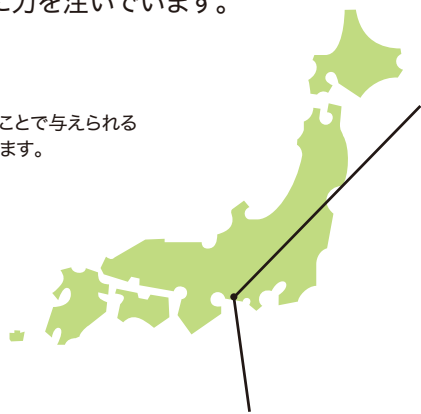 に力を注いでいます。
ことで与えられる
ます。